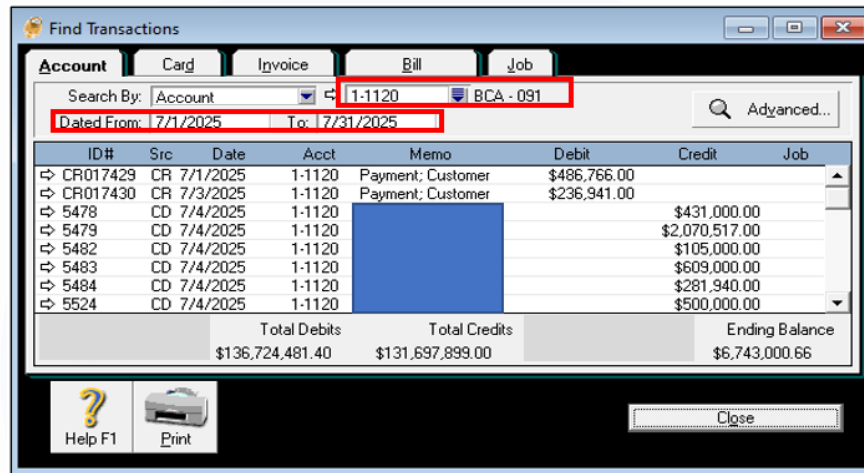 Find Transactions
Account Card Invoice Bill Job
Search By: Account 1-1120 BCA - 091
Advanced...
Dated From: 7/1/2025 To: 7/31/2025
ID# Src Date Acct Memo Debit Credit Job
CR017429 CR 7/1/2025 1-1120 Payment; Customer $486,766.00
CR017430 CR 7/3/2025 1-1120 Payment; Customer $236,941.00
5478 CD 7/4/2025 1-1120 $431,000.00
5479 CD 7/4/2025 1-1120 $2,070,517.00
5482 CD 7/4/2025 1-1120 $105,000.00
5483 CD 7/4/2025 1-1120 $609,000.00
5484 CD 7/4/2025 1-1120 $281,940.00
5524 CD 7/4/2025 1-1120 $500,000.00
Total Debits Total Credits Ending Balance
$136,724,481.40 $131,697,899.00 $6,743,000.66
Help F1 Print Close